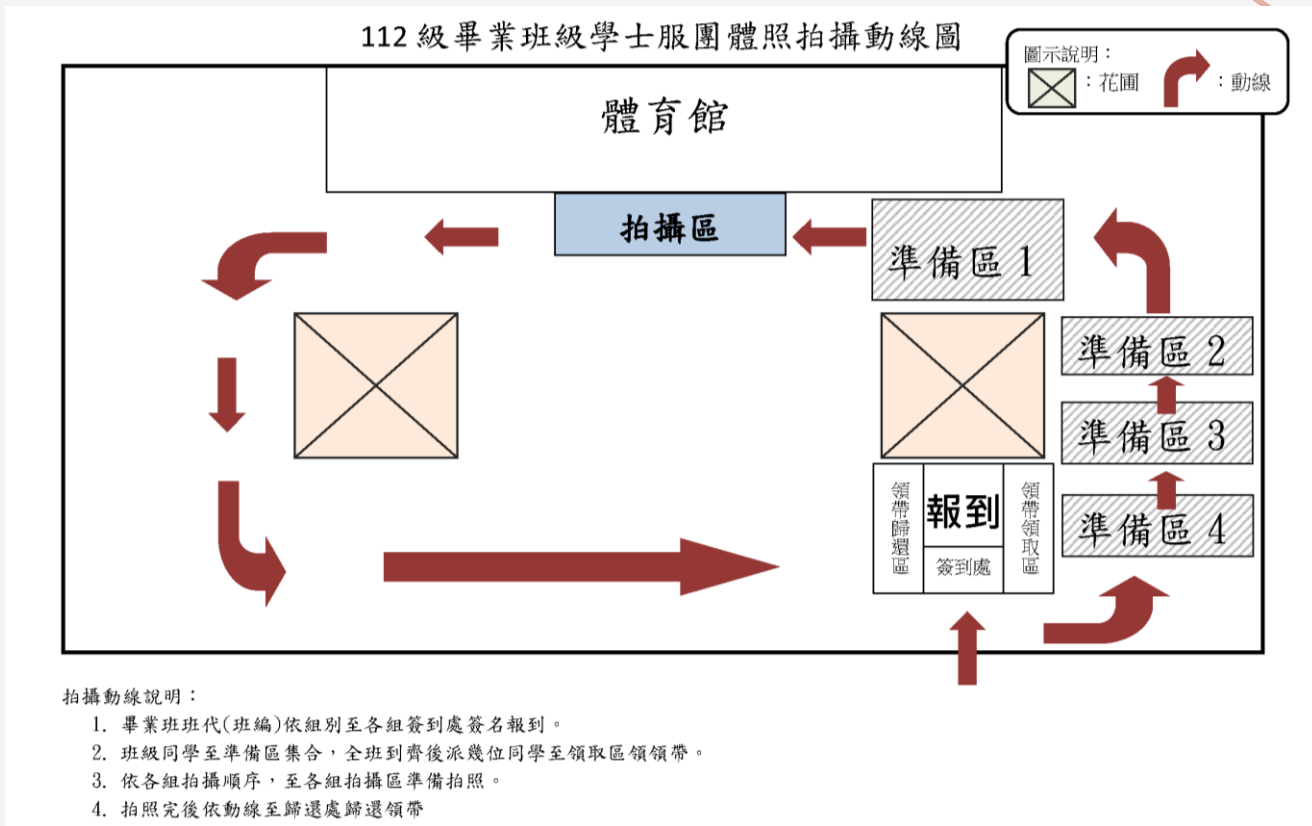 112 級畢業班級學士服團體照拍攝動線圖
圖示說明：
：花圃
：動線
體育館
拍攝區
準備區 1
準備區 2
準備區 3
準備區 4
領帶歸還區
報到
簽到處
領帶領取區
拍攝動線說明：
1. 畢業班班代(班編)依組別至各組簽到處簽名報到。
2. 班級同學至準備區集合，全班到齊後派幾位同學至領取區領領帶。
3. 依各組拍攝順序，至各組拍攝區準備拍照。
4. 拍照完後依動線至歸還處歸還領帶